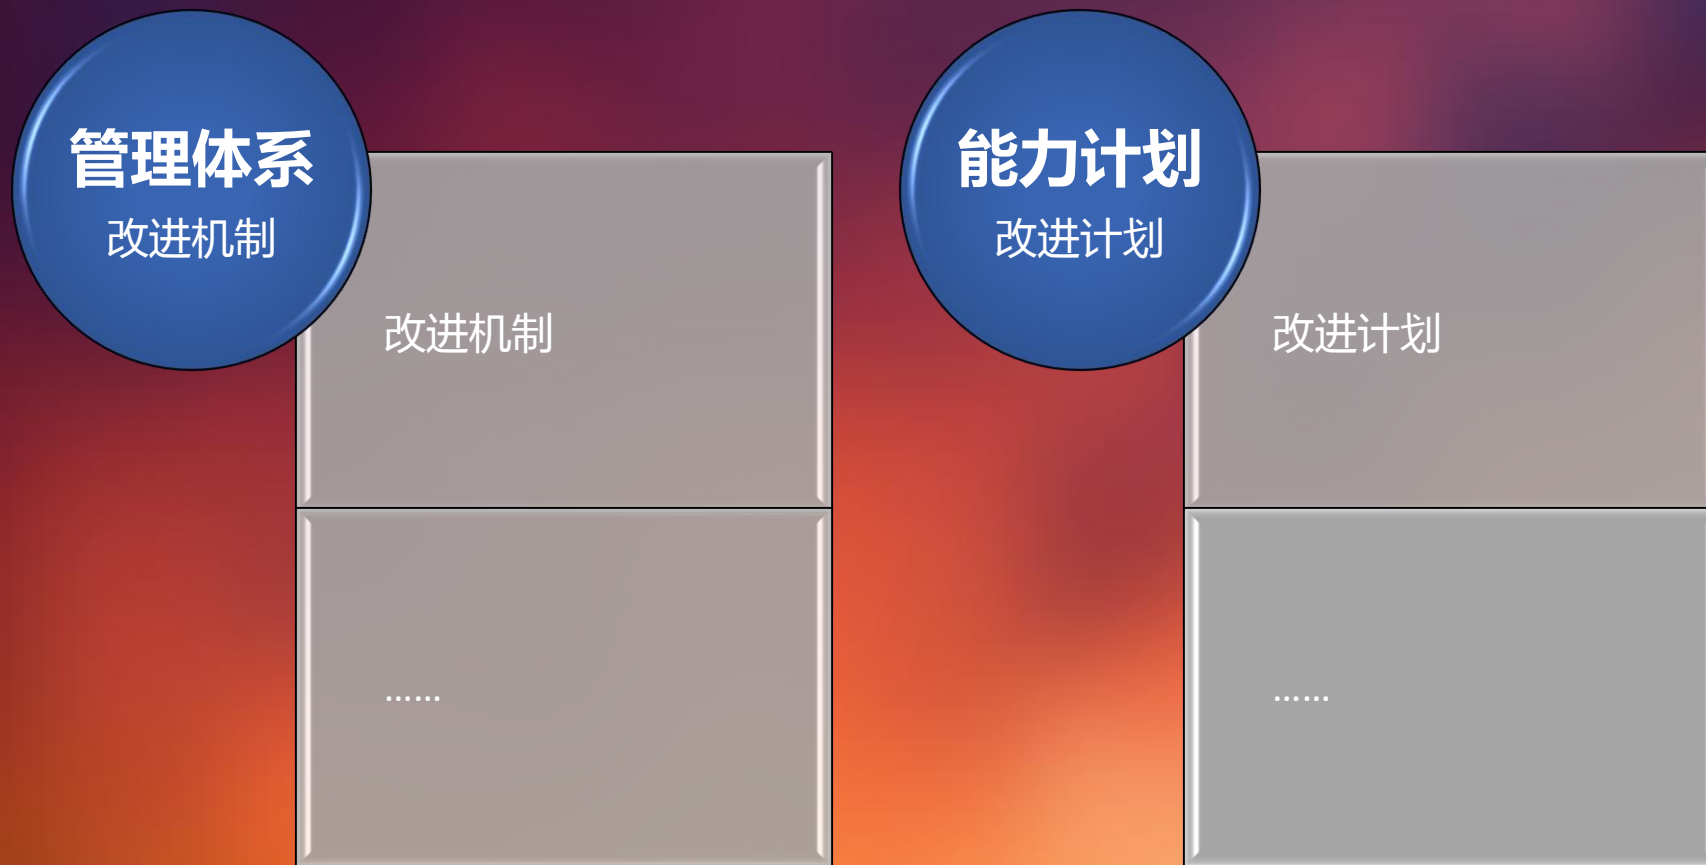 管理体系
改进机制
改进机制
……
能力计划
改进计划
改进计划
……